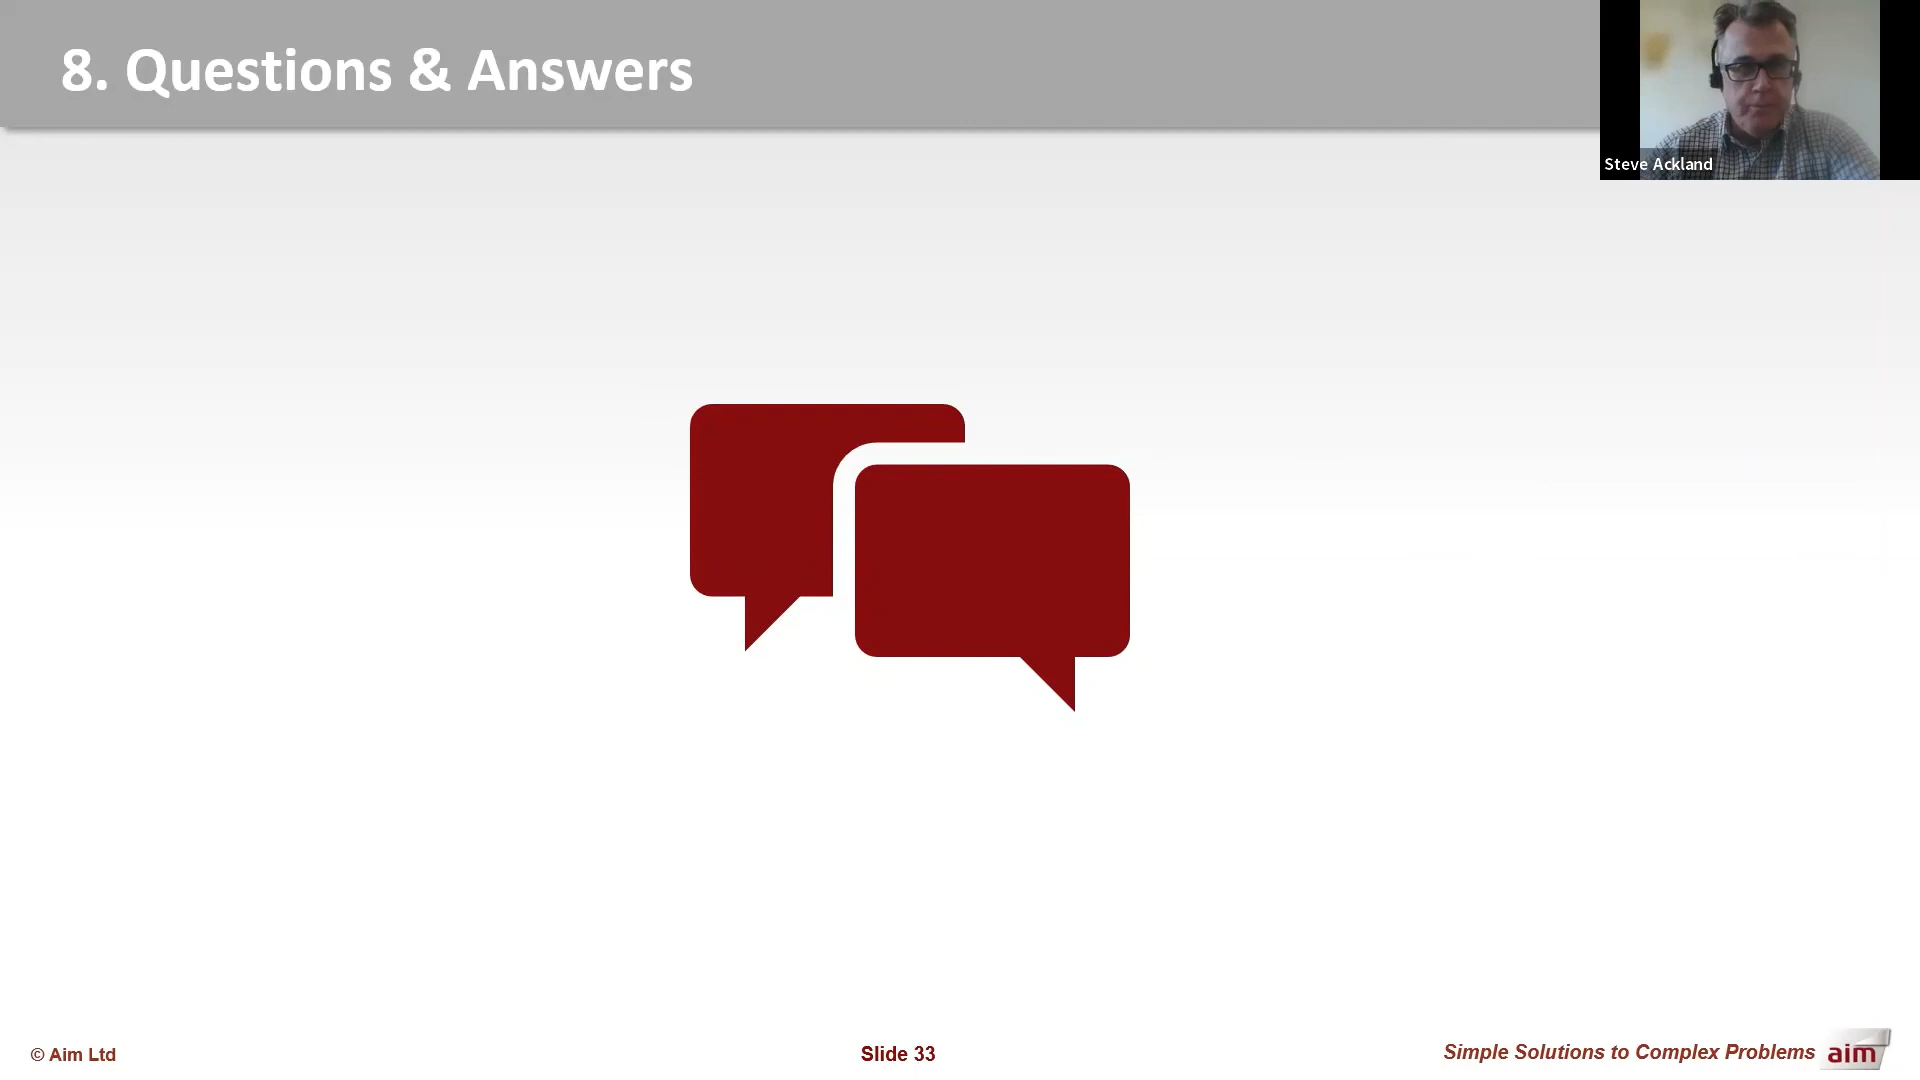 8. Questions & Answers
Steve Ackland
© Aim Ltd
Slide 33
Simple Solutions to Complex Problems
aim